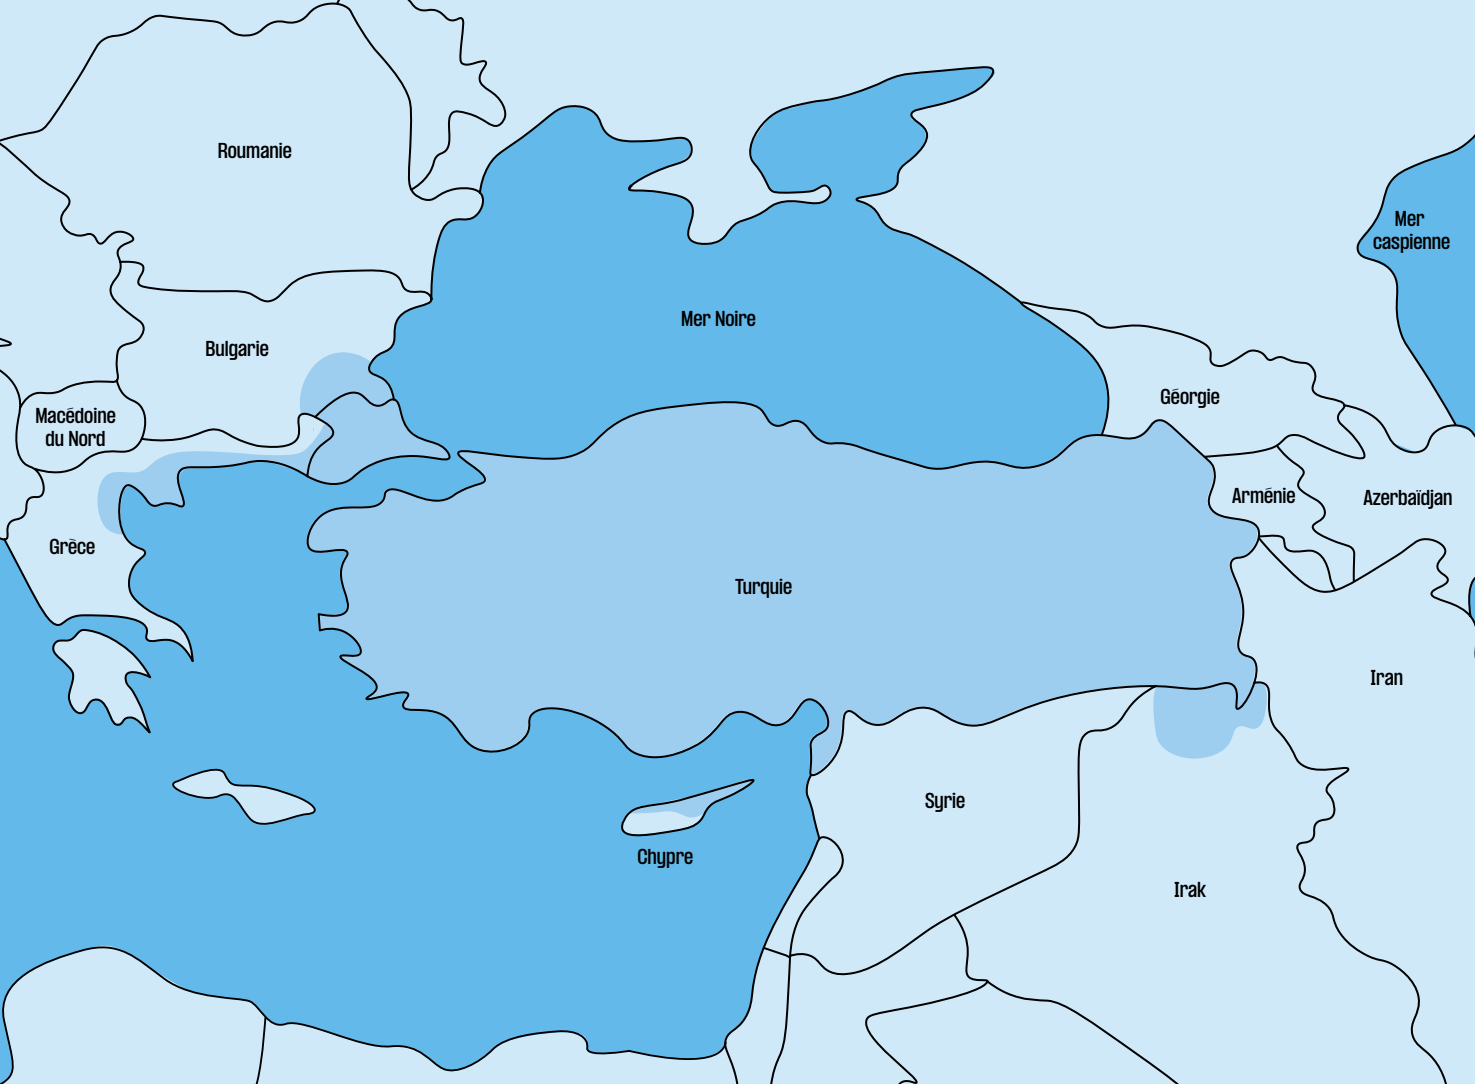 Roumanie
Mer
caspienne
Mer Noire
Bulgarie
Géorgie
Macédoine
du Nord
Arménie
Azerbaïdjan
Grèce
Turquie
Iran
Syrie
Chypre
Irak